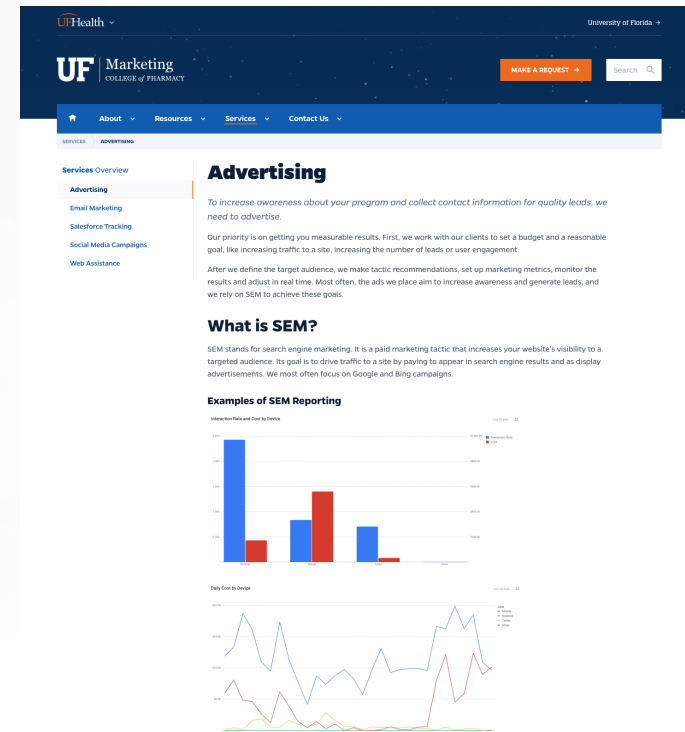 UFHealth
University of Florida →
UF Marketing
COLLEGE of PHARMACY
MAKE A REQUEST →
Search
About
Resources
Services
Contact Us
SERVICES
ADVERTISING
Services Overview
Advertising
Email Marketing
Salesforce Tracking
Social Media Campaigns
Web Assistance
Advertising
To increase awareness about your program and collect contact information for quality leads, we
need to advertise.
Our priority is on getting you measurable results. First, we work with our clients to set a budget and a reasonable
goal, like increasing traffic to a site, increasing the number of leads or user engagement.
After we define the target audience, we make tactic recommendations, set up marketing metrics, monitor the
results and adjust in real time. Most often, the ads we place aim to increase awareness and generate leads, and
we rely on SEM to achieve these goals.
What is SEM?
SEM stands for search engine marketing. It is a paid marketing tactic that increases your website's visibility to a
targeted audience. Its goal is to drive traffic to a site by paying to appear in search engine results and as display
advertisements. We most often focus on Google and Bing campaigns.
Examples of SEM Reporting
Interaction Rate and Cost by Device
Interaction Rate
Cost
Daily Cost by Device